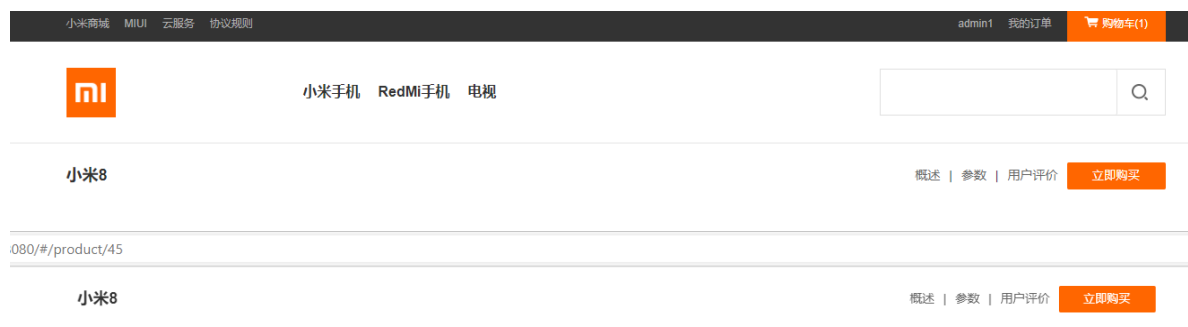 小米商城 MIUI 云服务 协议规则 admin1 我的订单 购物车(1)
小米手机 RedMi手机 电视
小米8 概述 | 参数 | 用户评价 立即购买
8080/#/product/45
小米8 概述 | 参数 | 用户评价 立即购买